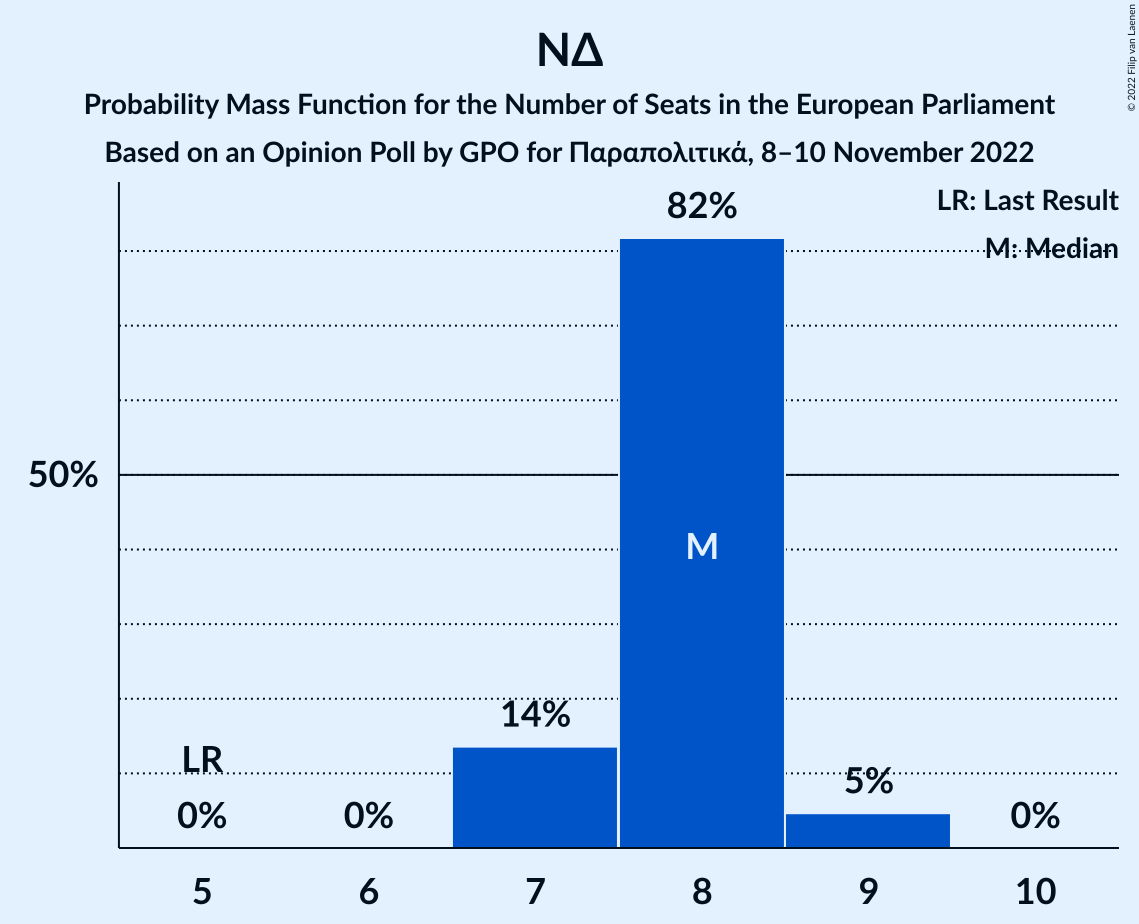 ΝΔ
Probability Mass Function for the Number of Seats in the European Parliament
Based on an Opinion Poll by GPO for Παραπολιτικά, 8–10 November 2022
© 2022 Filip van Laenen
LR: Last Result
M: Median
82%
50%
M
14%
LR
5%
0%
0%
0%
5
6
7
8
9
10